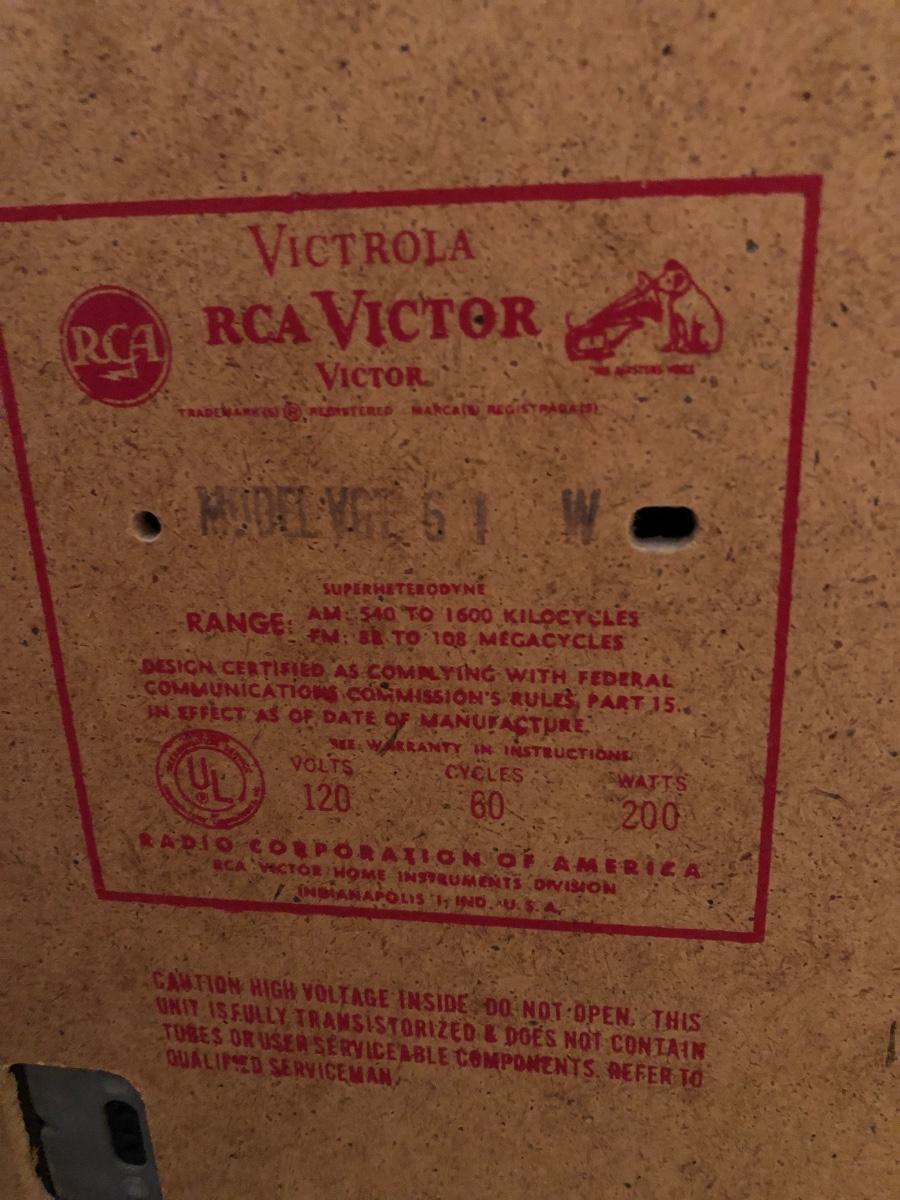 VICTROLA
RCA
RCA VICTOR
VICTOR
"HIS MASTERS VOICE"
TRADEMARK(S) ® REGISTERED MARCA(S) REGISTRADA(S)
MODEL 61 W
SUPERHETERODYNE
RANGE: AM: 540 TO 1600 KILOCYCLES
FM: 88 TO 108 MEGACYCLES
DESIGN CERTIFIED AS COMPLYING WITH FEDERAL
COMMUNICATIONS COMMISSION'S RULES, PART 15,
IN EFFECT AS OF DATE OF MANUFACTURE.
SEE WARRANTY IN INSTRUCTIONS
UL ®
VOLTS CYCLES WATTS
120 60 200
RADIO CORPORATION OF AMERICA
RCA VICTOR HOME INSTRUMENTS DIVISION
INDIANAPOLIS 1, IND. U.S.A.
CAUTION HIGH VOLTAGE INSIDE. DO NOT OPEN. THIS
UNIT IS FULLY TRANSISTORIZED & DOES NOT CONTAIN
TUBES OR USER SERVICEABLE COMPONENTS. REFER TO
QUALIFIED SERVICEMAN.